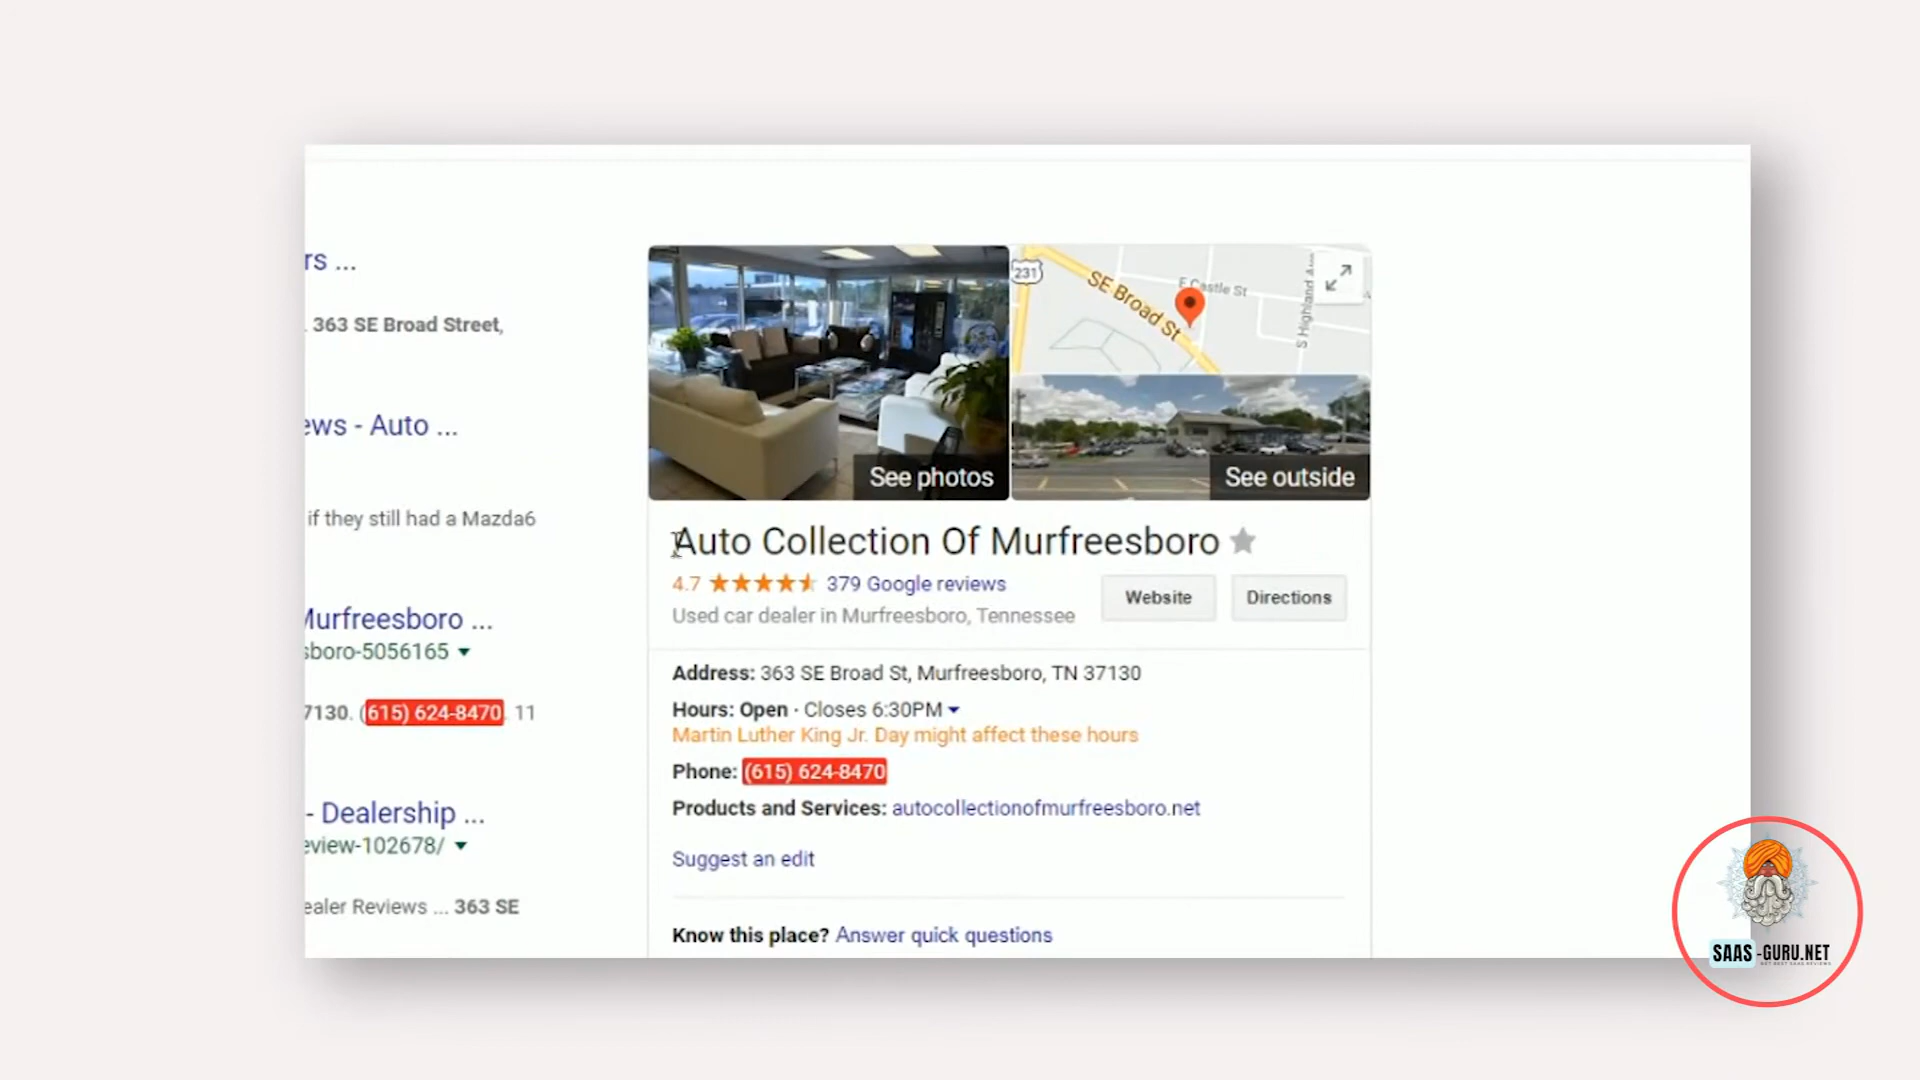 rs ...
. 363 SE Broad Street,
ews - Auto ...
if they still had a Mazda6
Murfreesboro ...
sboro-5056165
7130. (615) 624-8470. 11
- Dealership ...
eview-102678/
ealer Reviews ... 363 SE
231
SE Broad St
E Castle St
S Highland Ave
See photos
See outside
Auto Collection Of Murfreesboro
4.7 379 Google reviews
Used car dealer in Murfreesboro, Tennessee
Website
Directions
Address: 363 SE Broad St, Murfreesboro, TN 37130
Hours: Open · Closes 6:30PM
Martin Luther King Jr. Day might affect these hours
Phone: (615) 624-8470
Products and Services: autocollectionofmurfreesboro.net
Suggest an edit
Know this place? Answer quick questions
SAAS-GURU.NET